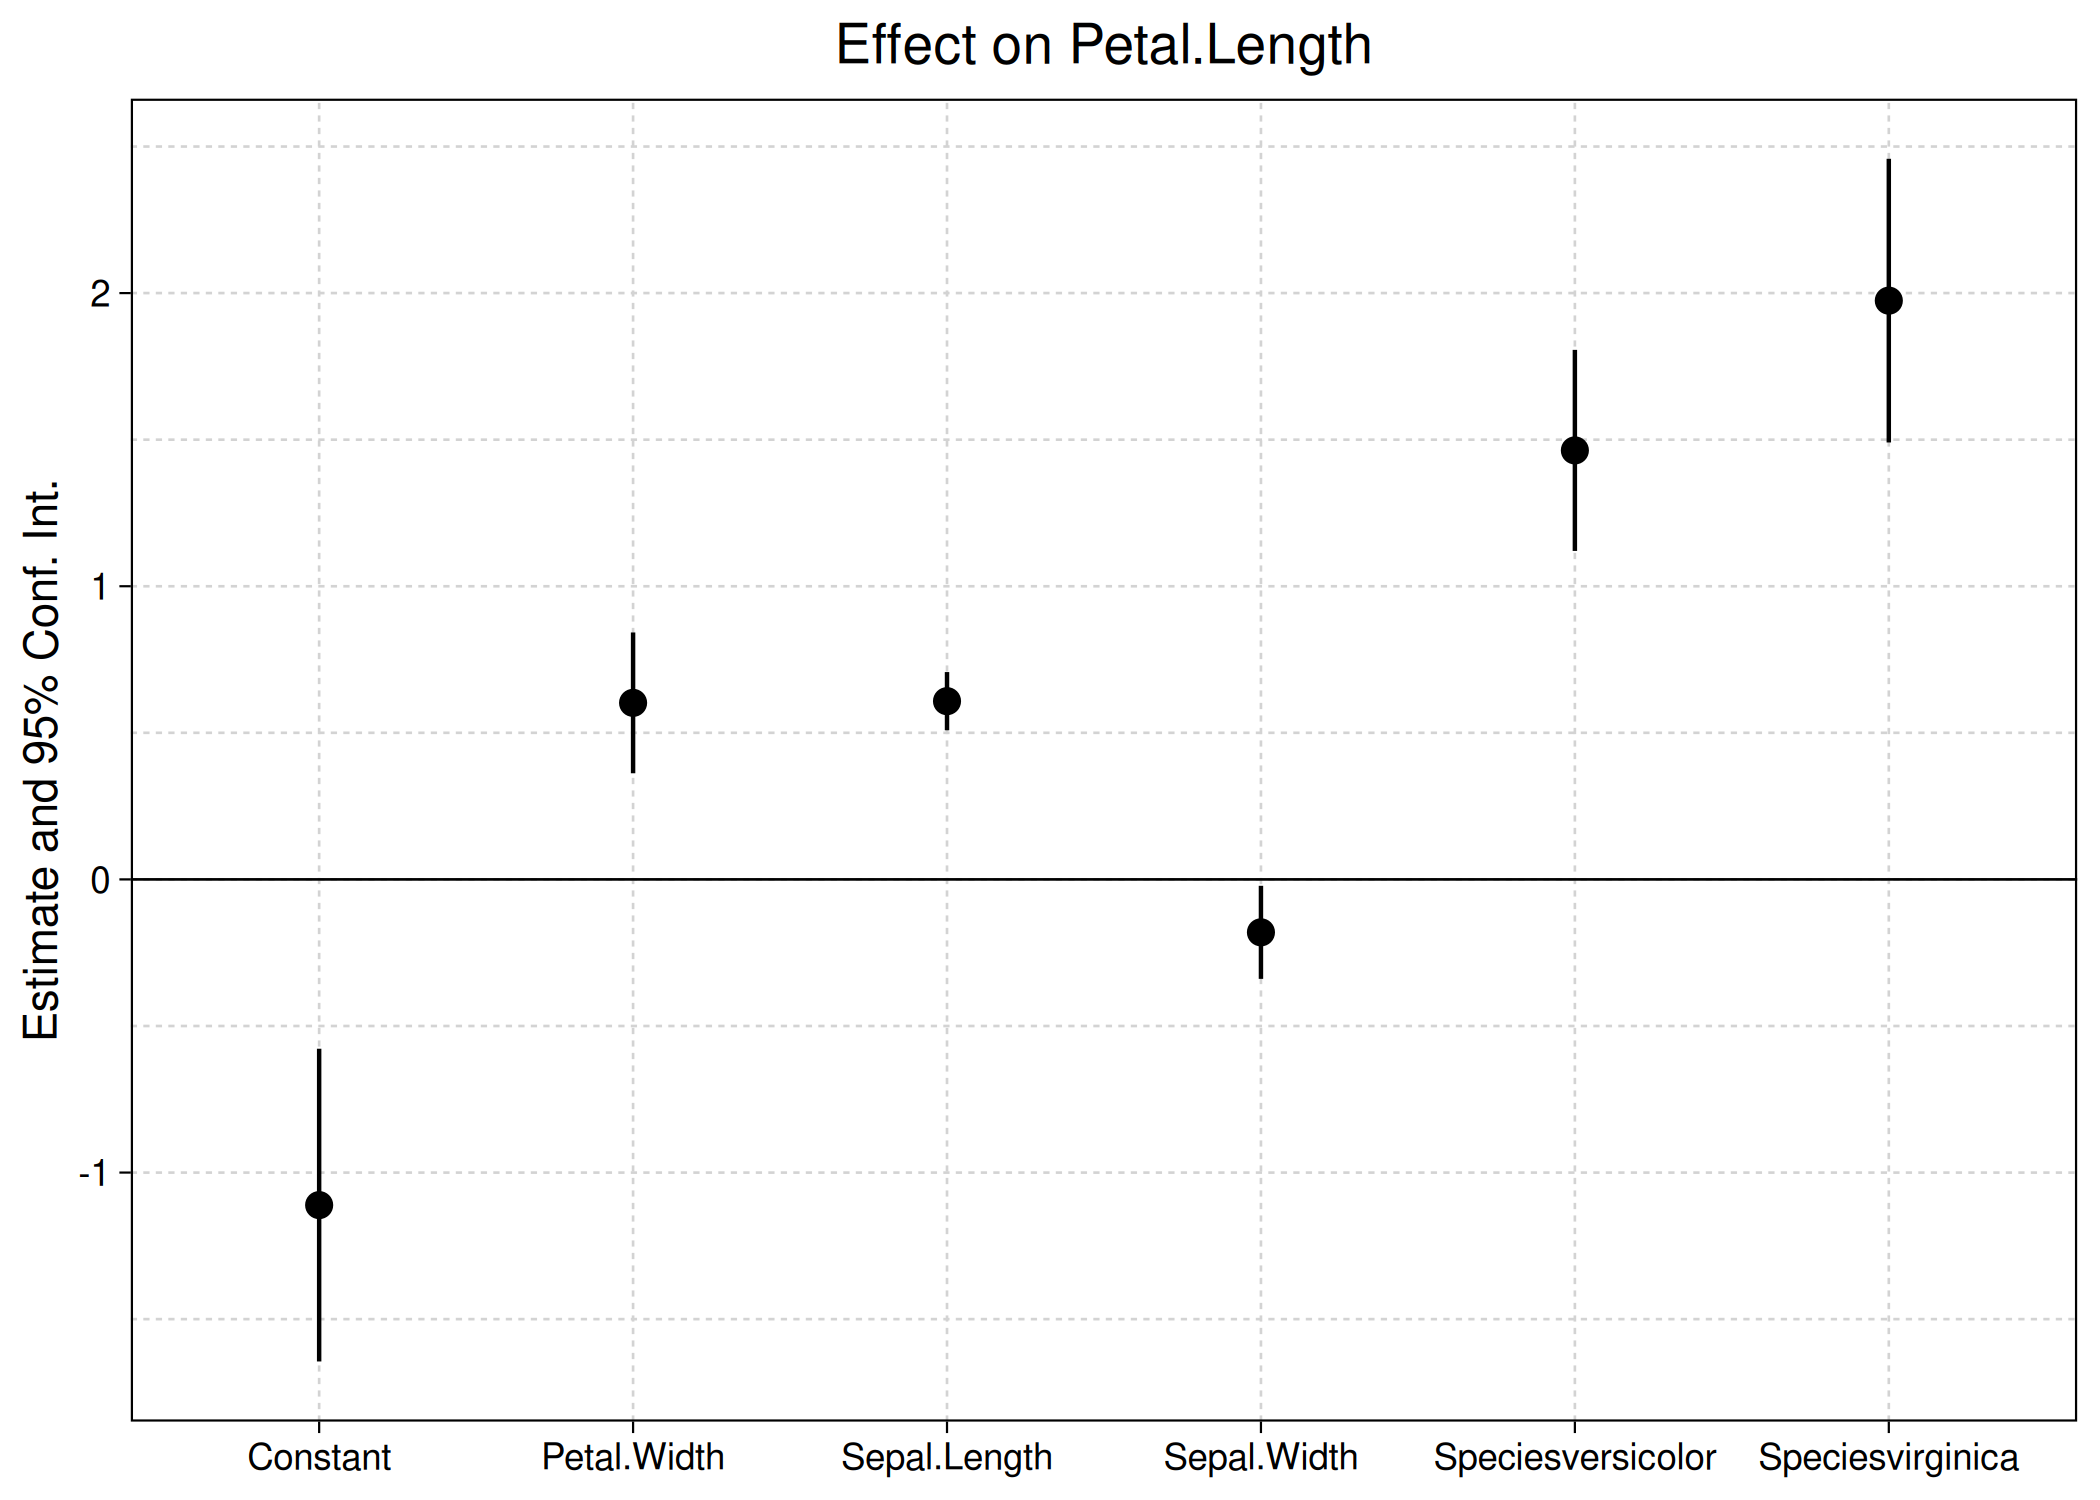 Effect on Petal.Length
Estimate and 95% Conf. Int.
2
1
0
-1
Constant Petal.Width Sepal.Length Sepal.Width Speciesversicolor Speciesvirginica